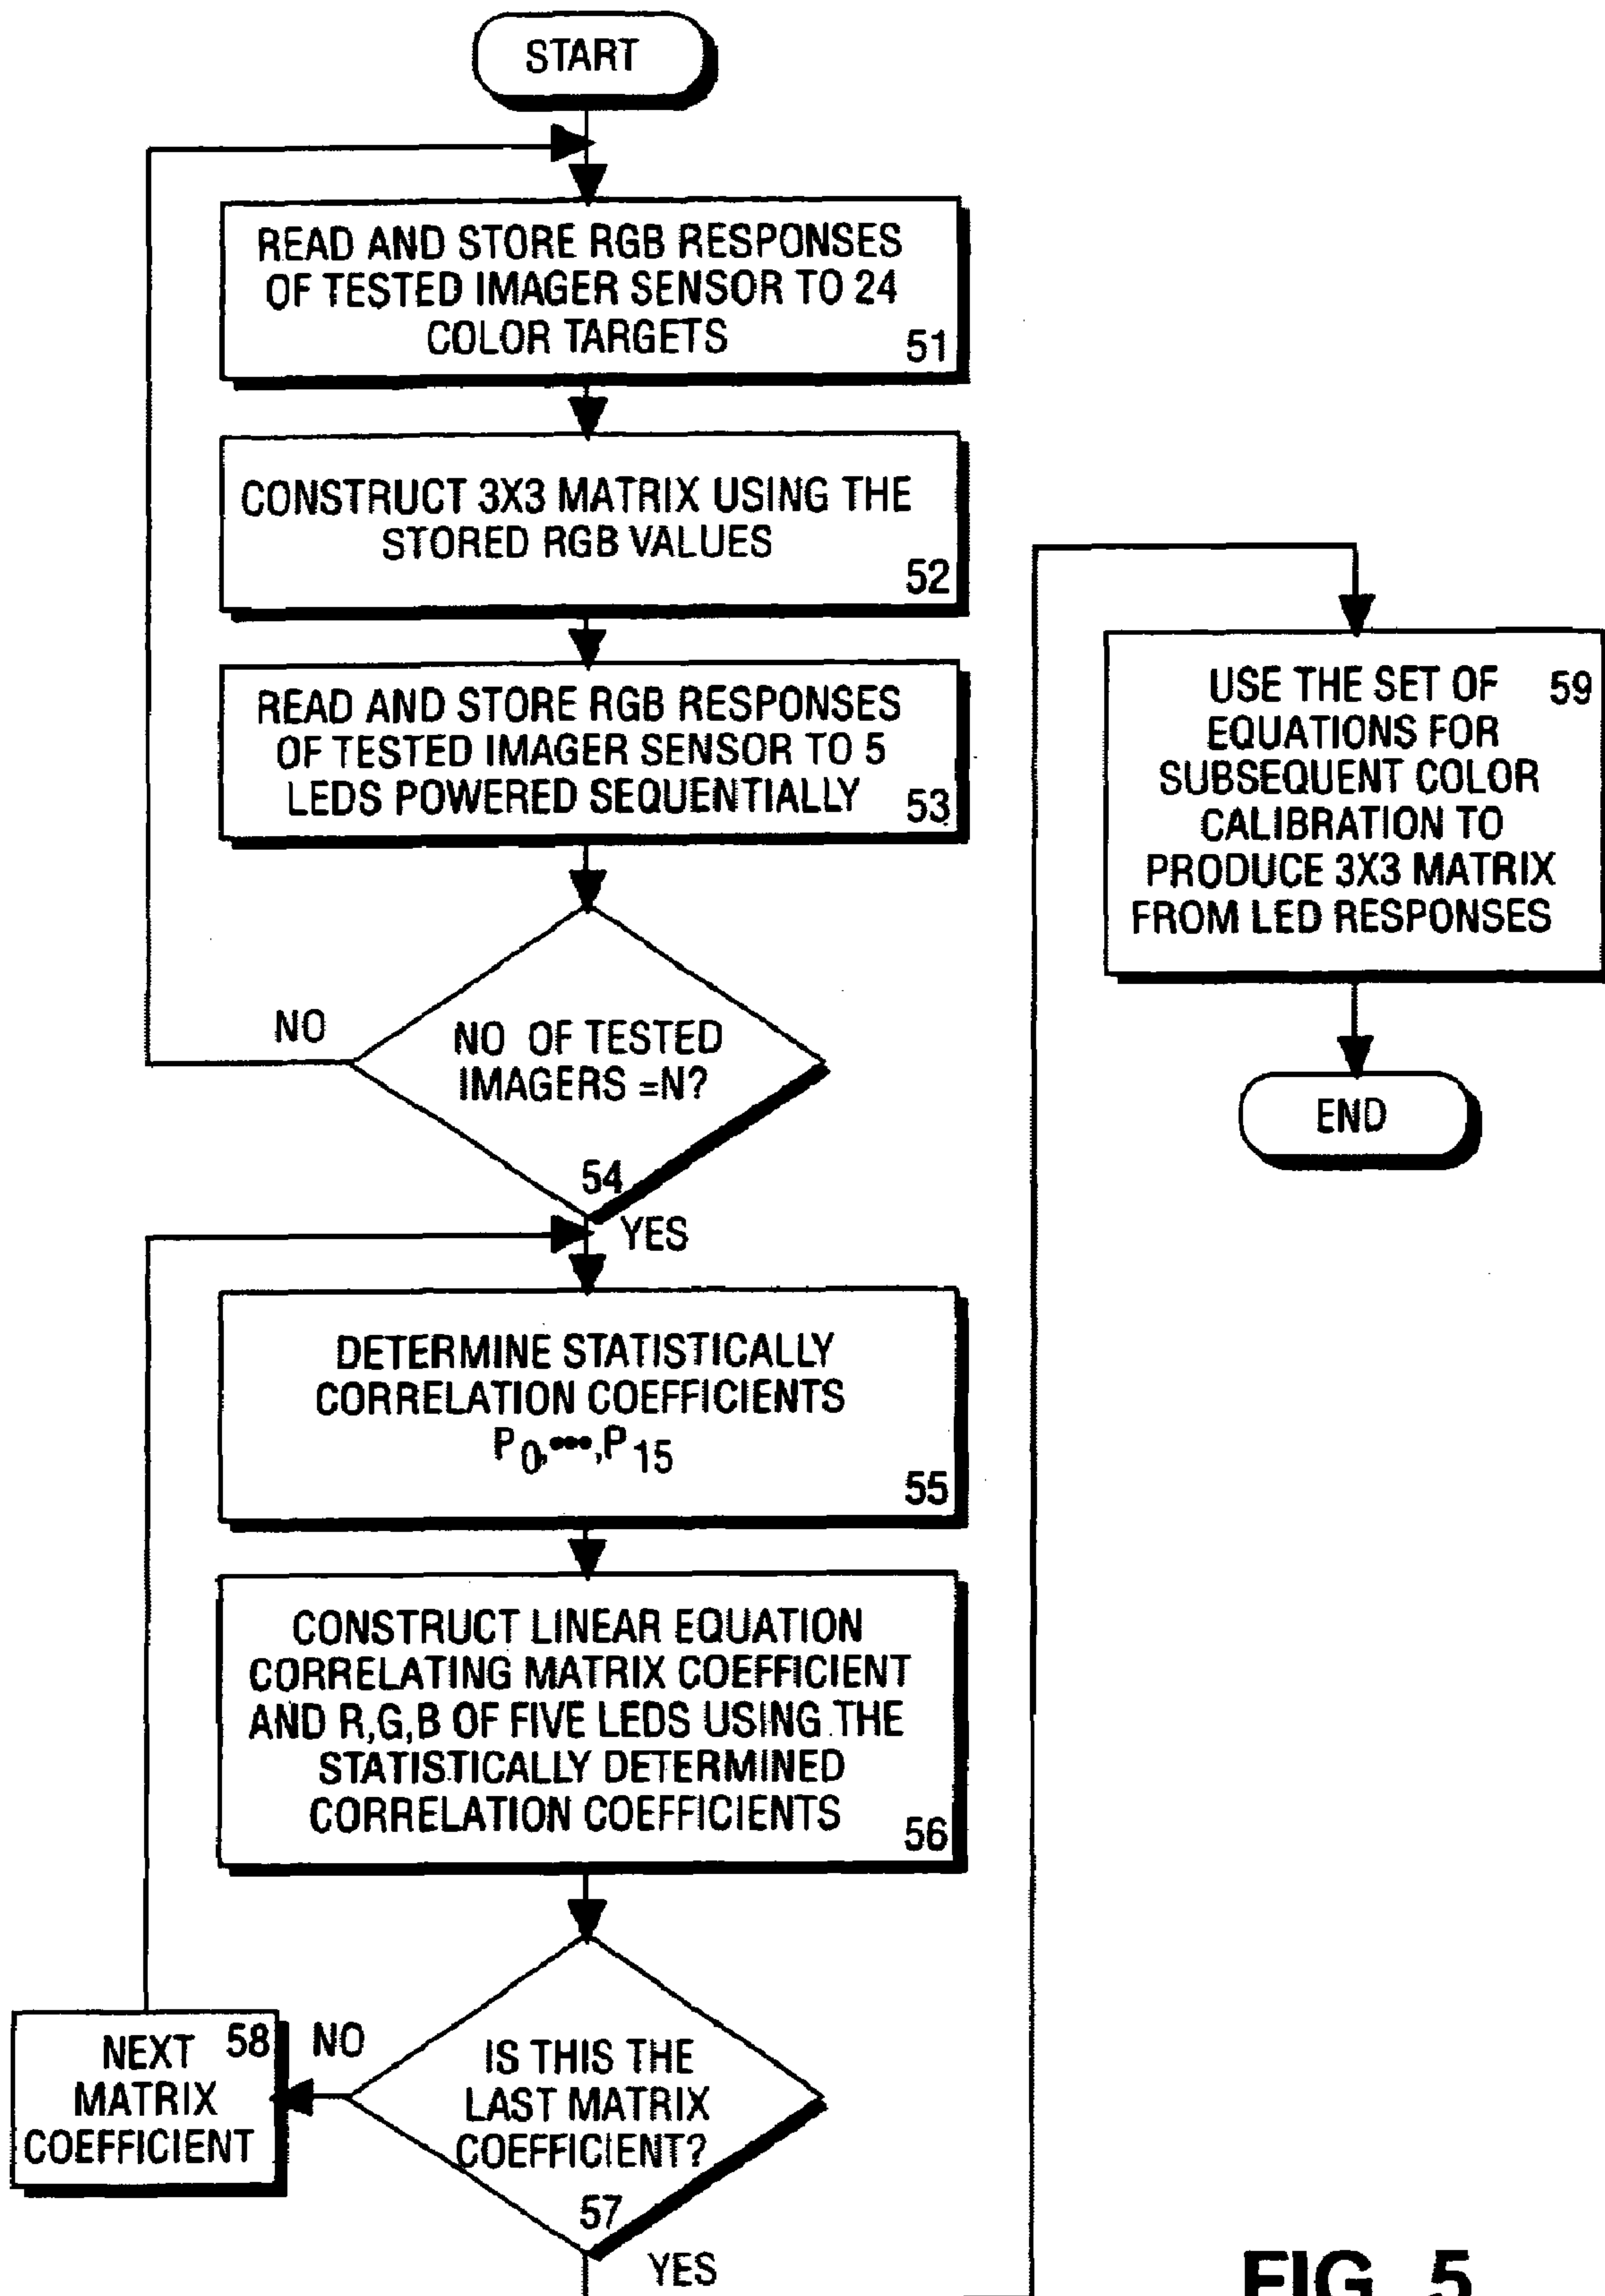 START
READ AND STORE RGB RESPONSES
OF TESTED IMAGER SENSOR TO 24
COLOR TARGETS
51
CONSTRUCT 3X3 MATRIX USING THE
STORED RGB VALUES
52
READ AND STORE RGB RESPONSES
OF TESTED IMAGER SENSOR TO 5
LEDS POWERED SEQUENTIALLY
53
NO
NO OF TESTED
IMAGERS =N?
54
YES
DETERMINE STATISTICALLY
CORRELATION COEFFICIENTS
P0,•••,P15
55
CONSTRUCT LINEAR EQUATION
CORRELATING MATRIX COEFFICIENT
AND R,G,B OF FIVE LEDS USING THE
STATISTICALLY DETERMINED
CORRELATION COEFFICIENTS
56
IS THIS THE
LAST MATRIX
COEFFICIENT?
57
NO
58
NEXT
MATRIX
COEFFICIENT
YES
USE THE SET OF
EQUATIONS FOR
SUBSEQUENT COLOR
CALIBRATION TO
PRODUCE 3X3 MATRIX
FROM LED RESPONSES
59
END
FIG 5